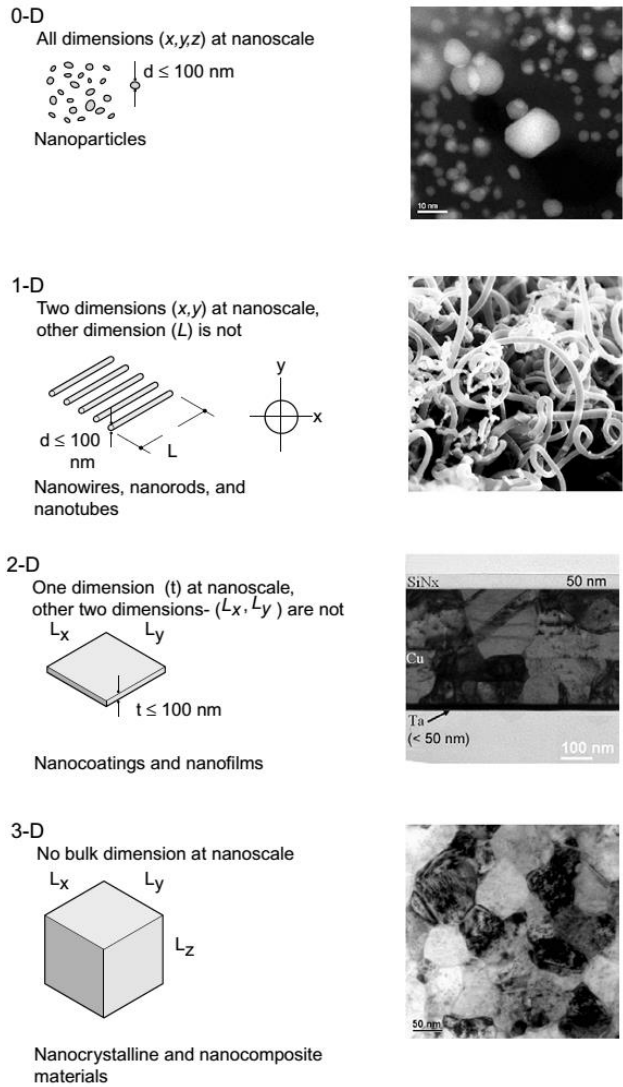 0-D
All dimensions (x,y,z) at nanoscale
d ≤ 100 nm
Nanoparticles
10 nm
1-D
Two dimensions (x,y) at nanoscale,
other dimension (L) is not
y
x
d ≤ 100
nm
L
Nanowires, nanorods, and
nanotubes
2-D
One dimension (t) at nanoscale,
other two dimensions- (Lx, Ly) are not
Lx Ly
t ≤ 100 nm
Nanocoatings and nanofilms
SiNx 50 nm
Cu
Ta
(< 50 nm)
100 nm
3-D
No bulk dimension at nanoscale
Lx Ly
Lz
Nanocrystalline and nanocomposite
materials
50 nm